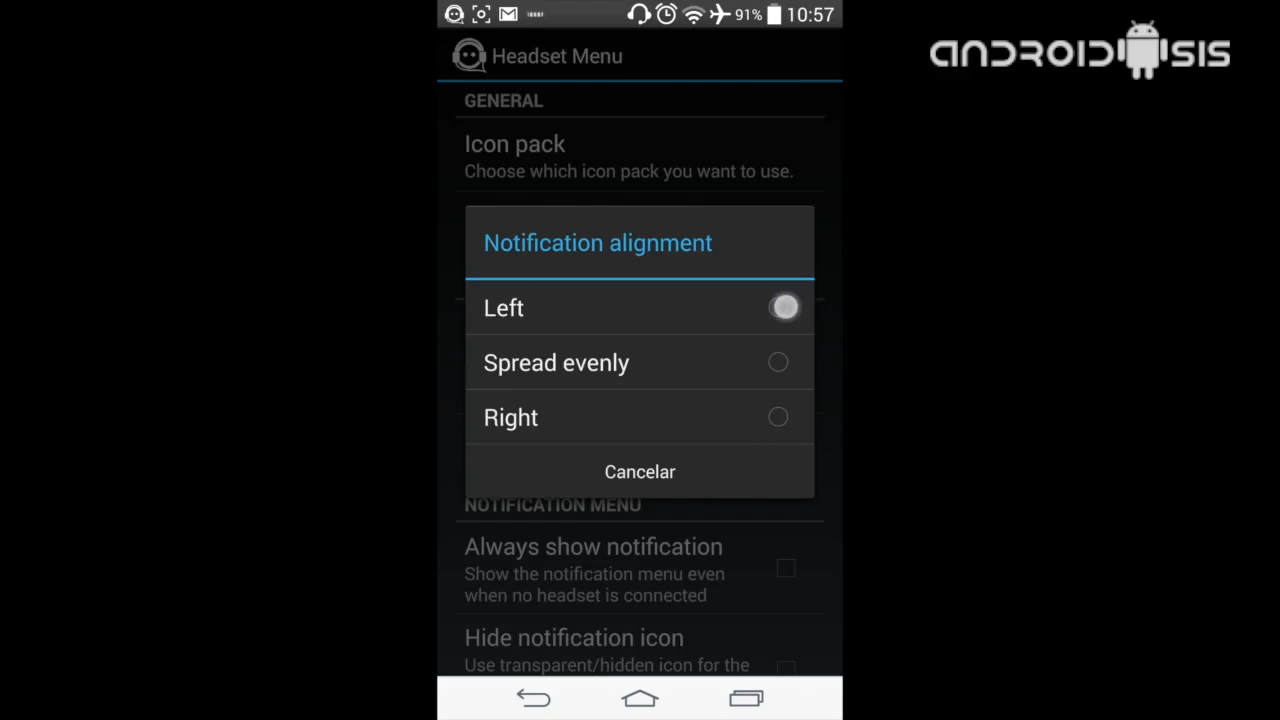 91% 10:57
ANDROIDSIS
Headset Menu
GENERAL
Icon pack
Choose which icon pack you want to use.
Notification alignment
Left
Spread evenly
Right
Cancelar
NOTIFICATION MENU
Always show notification
Show the notification menu even
when no headset is connected
Hide notification icon
Use transparent/hidden icon for the